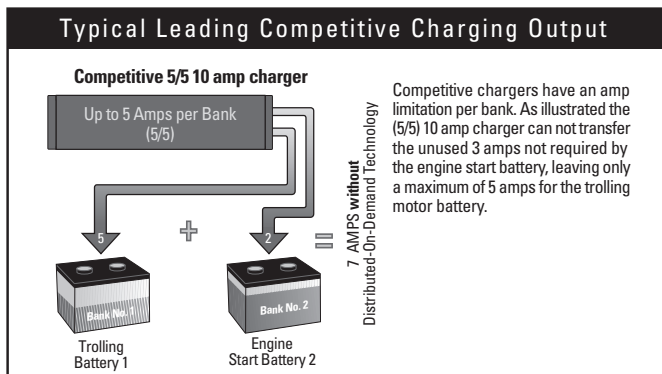 Typical Leading Competitive Charging Output
Competitive 5/5 10 amp charger
Up to 5 Amps per Bank
(5/5)
5
2
Bank No. 1
Bank No. 2
Trolling
Battery 1
Engine
Start Battery 2
7 AMPS without
Distributed-On-Demand Technology
Competitive chargers have an amp
limitation per bank. As illustrated the
(5/5) 10 amp charger can not transfer
the unused 3 amps not required by
the engine start battery, leaving only
a maximum of 5 amps for the trolling
motor battery.